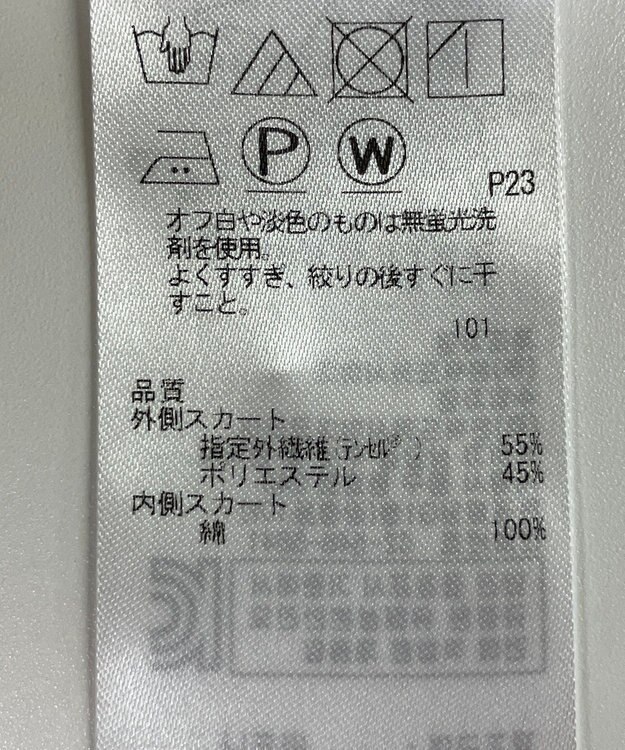 P W
P23
オフ白や淡色のものは無蛍光洗
剤を使用。
よくすすぎ、絞りの後すぐに干
すこと。
101
品質
外側スカート
指定外繊維(テンセル®) 55%
ポリエステル 45%
内側スカート
綿 100%